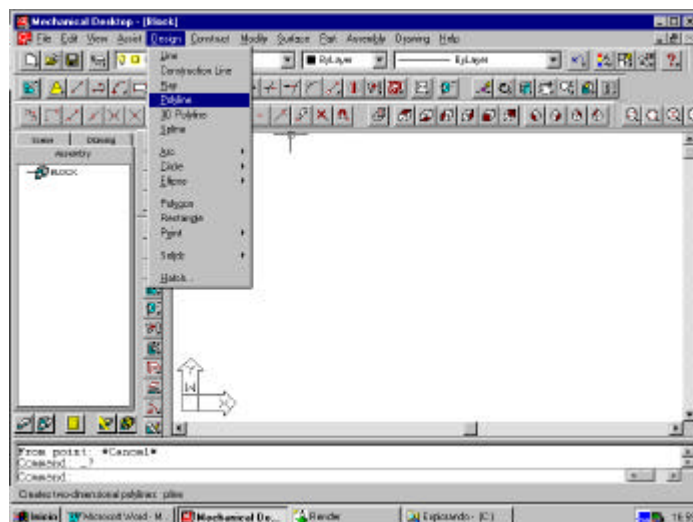 Mechanical Desktop - [Block]
File Edit View Assist Design Construct Modify Surface Part Assembly Drawing Help
ByLayer ByLayer
Line
Construction Line
Ray
Polyline
3D Polyline
Spline
Arc
Circle
Ellipse
Polygon
Rectangle
Point
Solids
Hatch...
Scene Drawing
Assembly
BLOCK
Y
W
X
From point: *Cancel*
Command: _?
Command:
Creates two-dimensional polylines: pline
Inicio Microsoft Word - M... Mechanical De... Render Explorando - (C:)